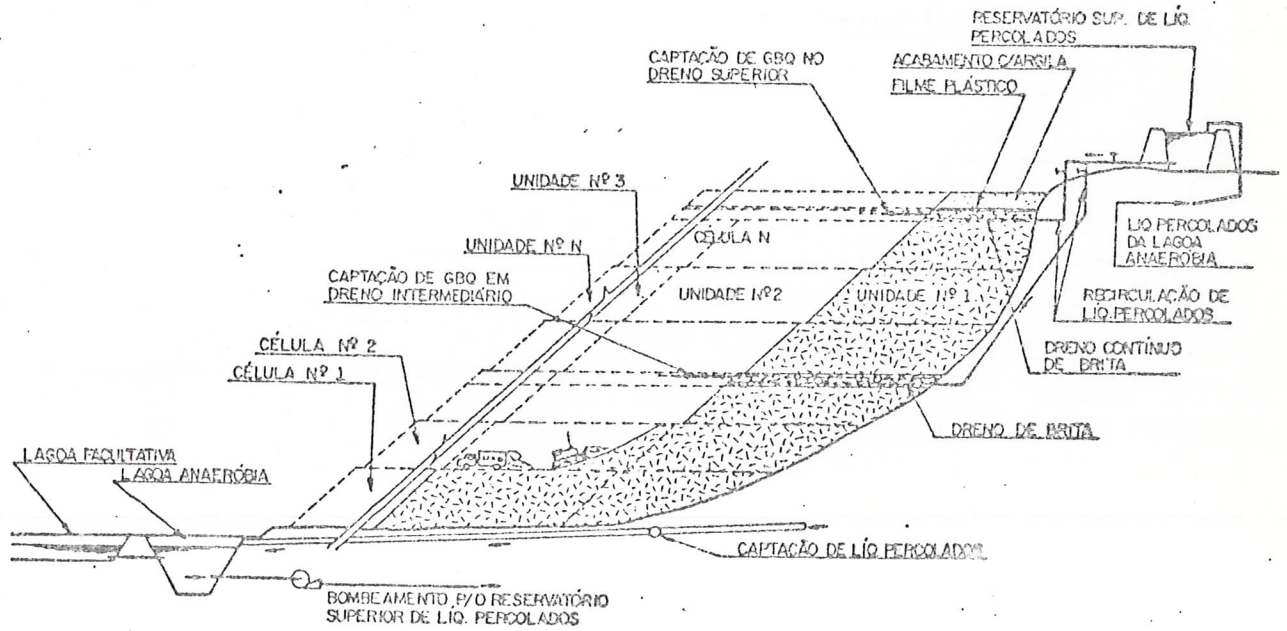 RESERVATÓRIO SUP. DE LÍQ.
PERCOLADOS
CAPTAÇÃO DE GBQ NO
DRENO SUPERIOR
ACABAMENTO C/ARGILA
FILME PLÁSTICO
UNIDADE Nº 3
CÉLULA N
UNIDADE Nº N
LIQ PERCOLADOS
DA LAGOA
ANAERÓBIA
CAPTAÇÃO DE GBQ EM
DRENO INTERMEDIÁRIO
UNIDADE Nº2
UNIDADE Nº 1
RECIRCULAÇÃO DE
LÍQ.PERCOLADOS
CÉLULA Nº 2
DRENO CONTÍNUO
DE BRITA
CÉLULA Nº 1
DRENO DE BRITA
LAGOA FACULTATIVA
LAGOA ANAERÓBIA
CAPTAÇÃO DE LÍQ PERCOLADOS
BOMBEAMENTO P/O RESERVATÓRIO
SUPERIOR DE LÍQ. PERCOLADOS